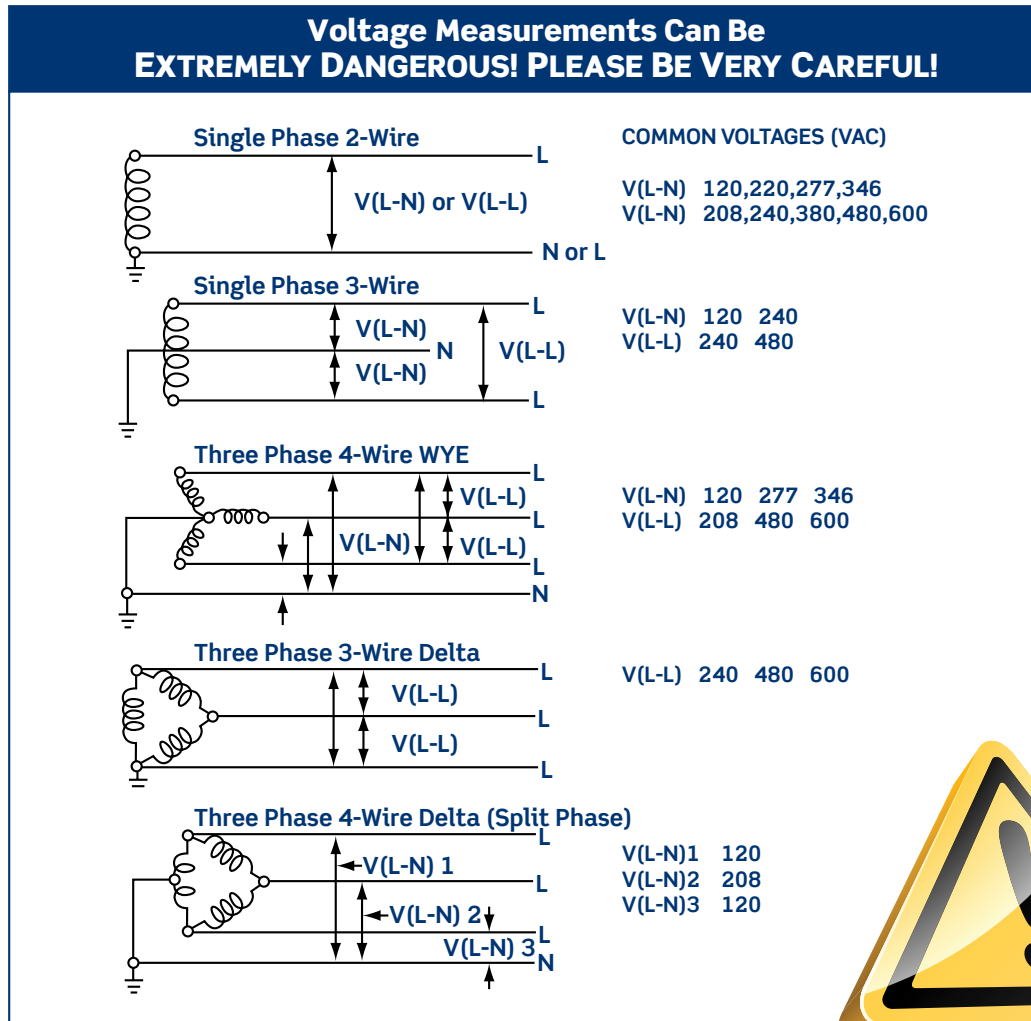 Voltage Measurements Can Be
EXTREMELY DANGEROUS! PLEASE BE VERY CAREFUL!
Single Phase 2-Wire
COMMON VOLTAGES (VAC)
L
V(L-N) or V(L-L)
V(L-N) 120,220,277,346
V(L-N) 208,240,380,480,600
N or L
Single Phase 3-Wire
L
V(L-N)
V(L-N) 120 240
N
V(L-L)
V(L-L) 240 480
V(L-N)
L
Three Phase 4-Wire WYE
L
V(L-L)
V(L-N) 120 277 346
L
V(L-L) 208 480 600
V(L-N)
V(L-L)
L
N
Three Phase 3-Wire Delta
L
V(L-L) 240 480 600
V(L-L)
L
V(L-L)
L
Three Phase 4-Wire Delta (Split Phase)
L
V(L-N) 1
V(L-N)1 120
L
V(L-N)2 208
V(L-N) 2
V(L-N)3 120
L
V(L-N) 3
N